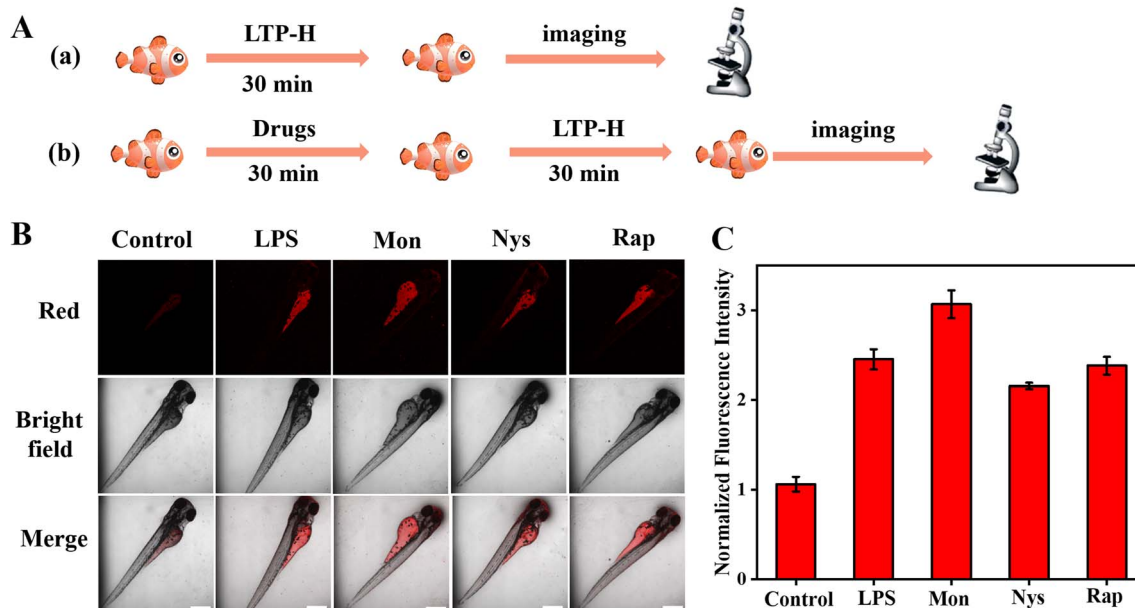 A
(a)
LTP-H
30 min
imaging
(b)
Drugs
30 min
LTP-H
30 min
imaging
B
Control LPS Mon Nys Rap
Red
Bright
field
Merge
C
Normalized Fluorescence Intensity
3
2
1
0
Control LPS Mon Nys Rap